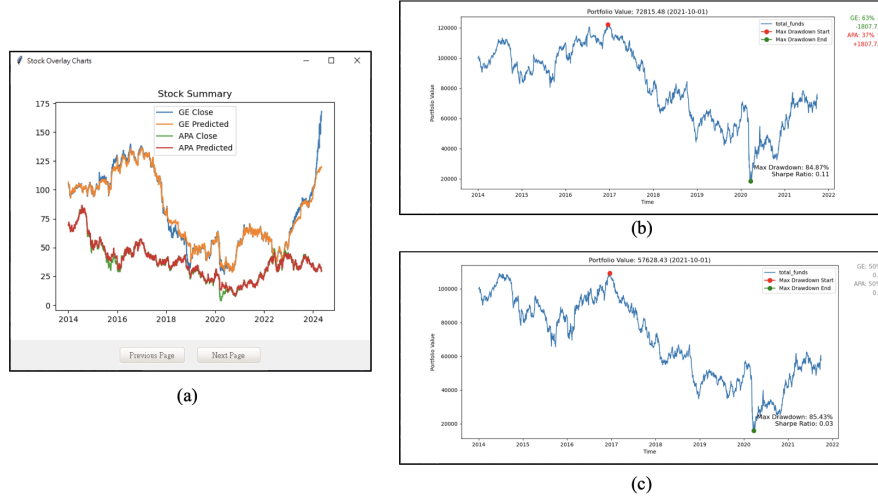 Stock Overlay Charts
Stock Summary
GE Close
GE Predicted
APA Close
APA Predicted
175
150
125
100
75
50
25
0
2014
2016
2018
2020
2022
2024
Previous Page
Next Page
(a)
Portfolio Value: 72815.48 (2021-10-01)
total_funds
Max Drawdown Start
Max Drawdown End
GE: 63%
-1807.7
APA: 37%
+1807.7
Portfolio Value
120000
100000
80000
60000
40000
20000
Max Drawdown: 84.87%
Sharpe Ratio: 0.11
2014
2015
2016
2017
2018
2019
2020
2021
2022
Time
(b)
Portfolio Value: 57628.43 (2021-10-01)
total_funds
Max Drawdown Start
Max Drawdown End
GE: 50%
0.
APA: 50%
0.
Portfolio Value
100000
80000
60000
40000
20000
Max Drawdown: 85.43%
Sharpe Ratio: 0.03
2014
2015
2016
2017
2018
2019
2020
2021
2022
Time
(c)